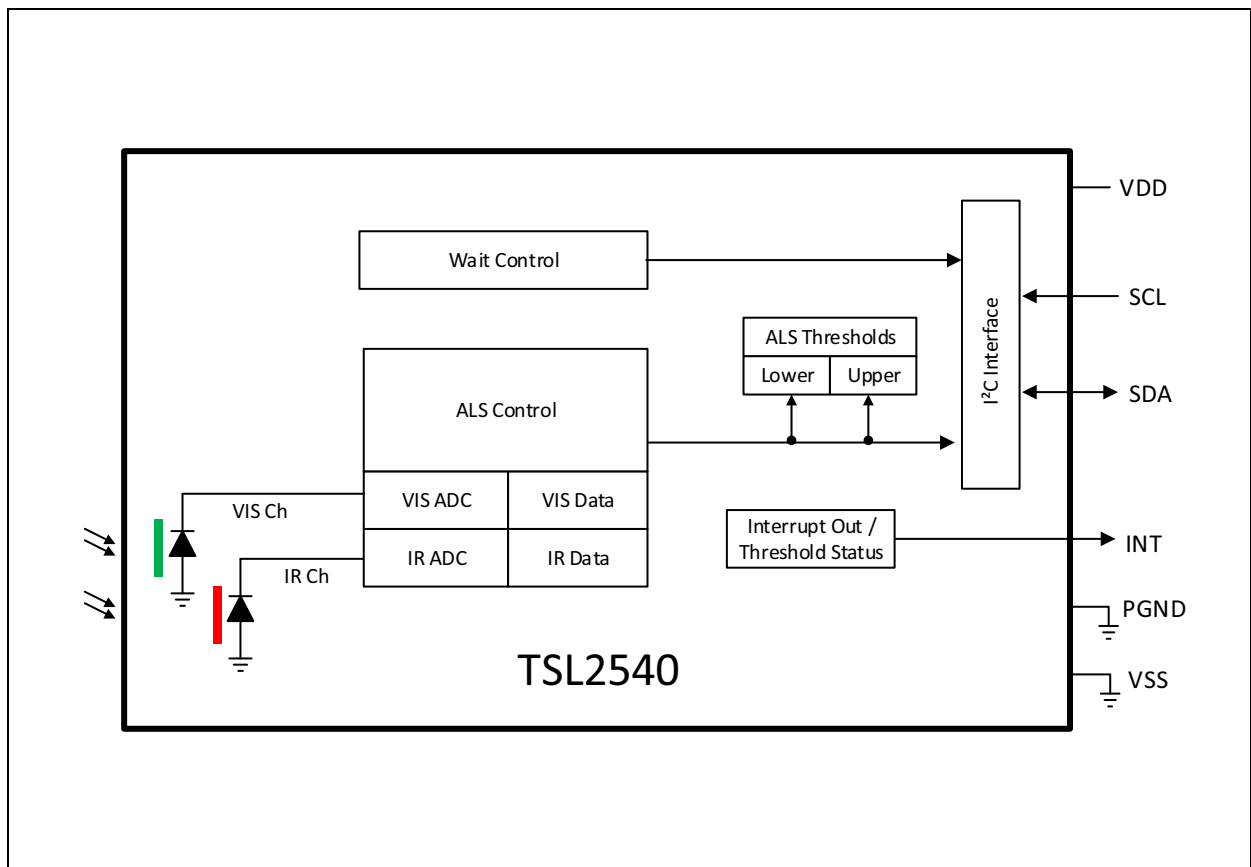 VDD
Wait Control
SCL
I²C Interface
ALS Thresholds
Lower Upper
SDA
ALS Control
VIS ADC VIS Data
VIS Ch
Interrupt Out /
Threshold Status
INT
IR ADC IR Data
IR Ch
PGND
TSL2540
VSS